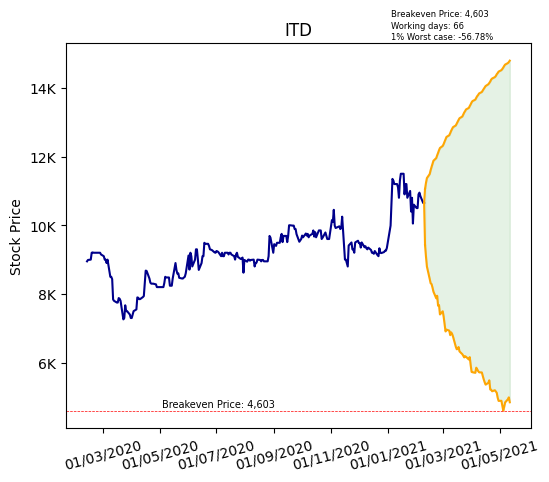 Breakeven Price: 4,603
Working days: 66
1% Worst case: -56.78%
ITD
Stock Price
14K
12K
10K
8K
6K
Breakeven Price: 4,603
01/03/2020
01/05/2020
01/07/2020
01/09/2020
01/11/2020
01/01/2021
01/03/2021
01/05/2021